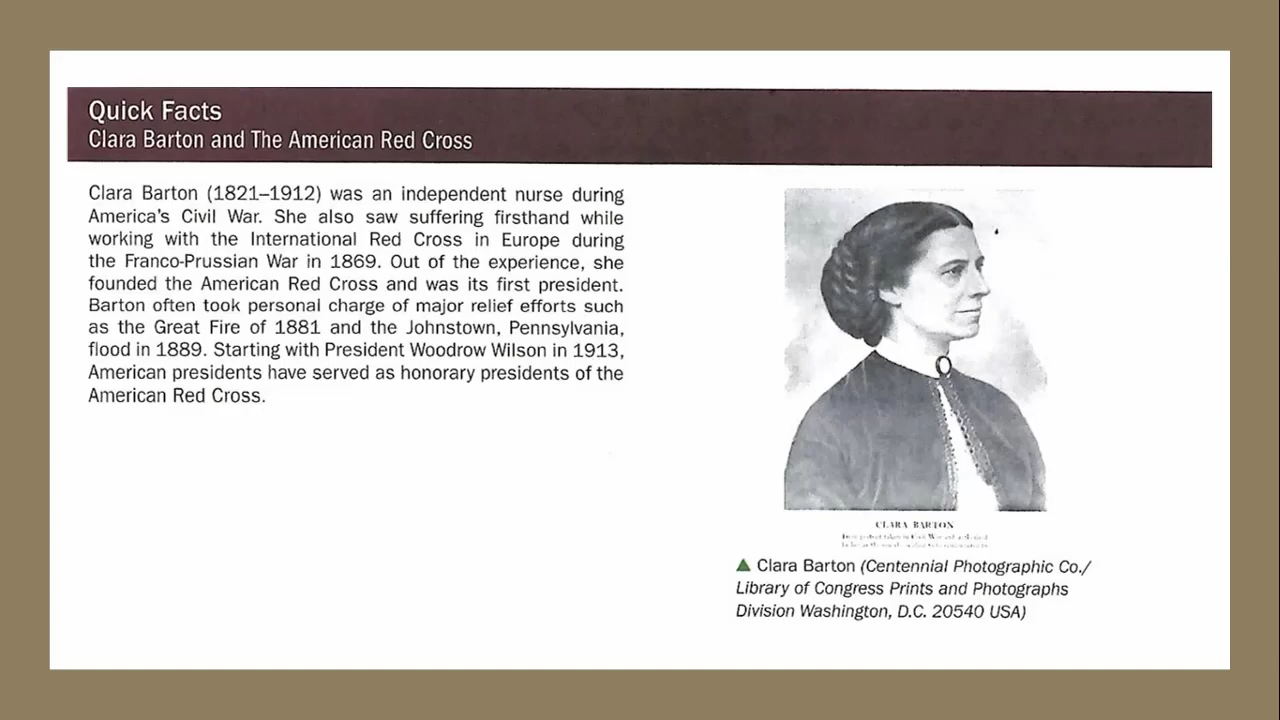 Quick Facts
Clara Barton and The American Red Cross
Clara Barton (1821–1912) was an independent nurse during
America's Civil War. She also saw suffering firsthand while
working with the International Red Cross in Europe during
the Franco-Prussian War in 1869. Out of the experience, she
founded the American Red Cross and was its first president.
Barton often took personal charge of major relief efforts such
as the Great Fire of 1881 and the Johnstown, Pennsylvania,
flood in 1889. Starting with President Woodrow Wilson in 1913,
American presidents have served as honorary presidents of the
American Red Cross.
CLARA BARTON
▲ Clara Barton (Centennial Photographic Co./
Library of Congress Prints and Photographs
Division Washington, D.C. 20540 USA)